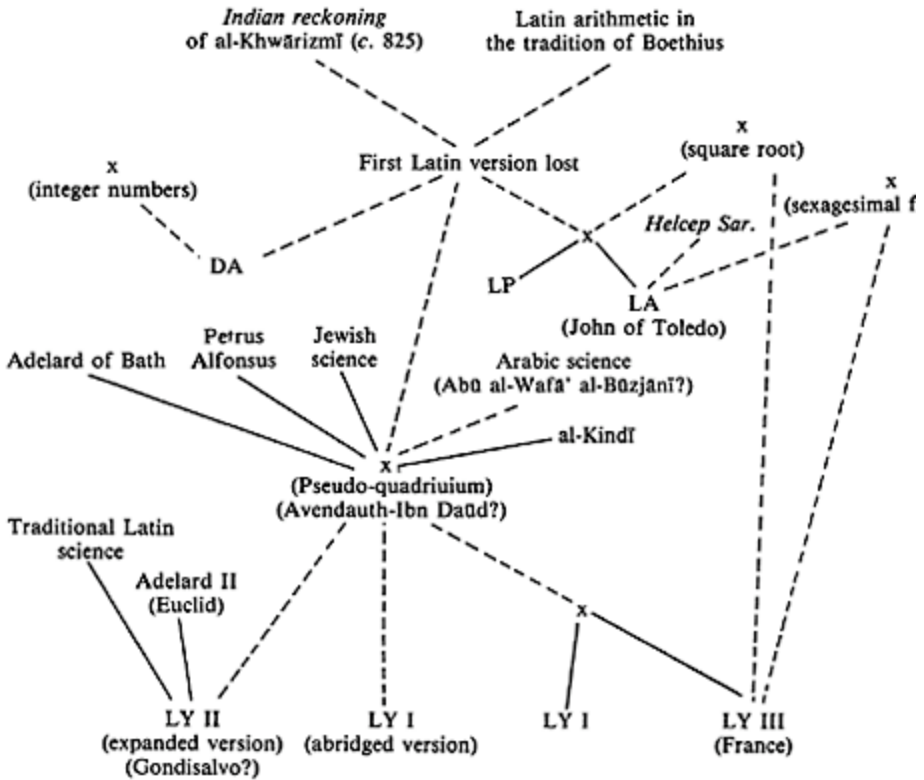 Indian reckoning
of al-Khwārizmī (c. 825)
Latin arithmetic in
the tradition of Boethius
x
(square root)
First Latin version lost
x
(integer numbers)
x
(sexagesimal f
Helcep Sar.
x
DA
LP
LA
(John of Toledo)
Adelard of Bath
Petrus
Alfonsus
Jewish
science
Arabic science
(Abū al-Wafā' al-Būzjānī?)
al-Kindī
x
(Pseudo-quadriuium)
(Avendauth-Ibn Daūd?)
Traditional Latin
science
Adelard II
(Euclid)
x
LY II
(expanded version)
(Gondisalvo?)
LY I
(abridged version)
LY I
LY III
(France)